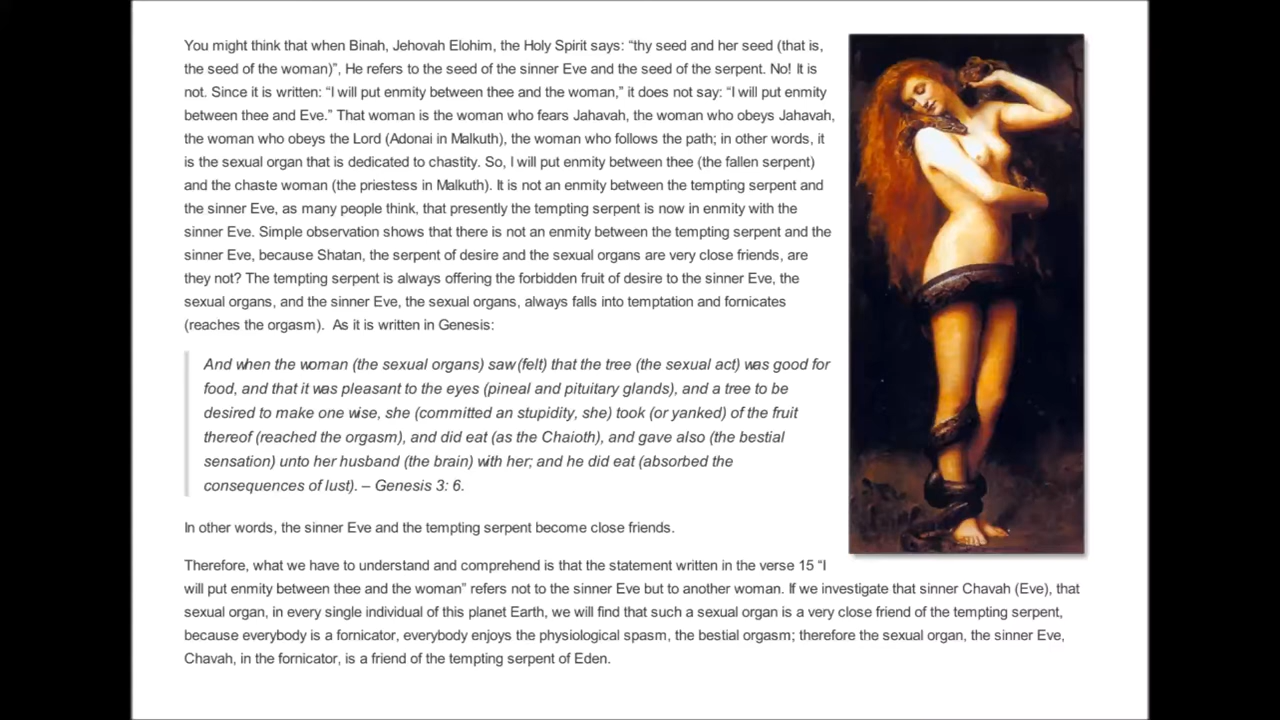 You might think that when Binah, Jehovah Elohim, the Holy Spirit says: “thy seed and her seed (that is,
the seed of the woman)”, He refers to the seed of the sinner Eve and the seed of the serpent. No! It is
not. Since it is written: “I will put enmity between thee and the woman,” it does not say: “I will put enmity
between thee and Eve.” That woman is the woman who fears Jahavah, the woman who obeys Jahavah,
the woman who obeys the Lord (Adonai in Malkuth), the woman who follows the path; in other words, it
is the sexual organ that is dedicated to chastity. So, I will put enmity between thee (the fallen serpent)
and the chaste woman (the priestess in Malkuth). It is not an enmity between the tempting serpent and
the sinner Eve, as many people think, that presently the tempting serpent is now in enmity with the
sinner Eve. Simple observation shows that there is not an enmity between the tempting serpent and the
sinner Eve, because Shatan, the serpent of desire and the sexual organs are very close friends, are
they not? The tempting serpent is always offering the forbidden fruit of desire to the sinner Eve, the
sexual organs, and the sinner Eve, the sexual organs, always falls into temptation and fornicates
(reaches the orgasm).  As it is written in Genesis:
And when the woman (the sexual organs) saw(felt) that the tree (the sexual act) was good for
food, and that it was pleasant to the eyes (pineal and pituitary glands), and a tree to be
desired to make one wise, she (committed an stupidity, she) took (or yanked) of the fruit
thereof (reached the orgasm), and did eat (as the Chaioth), and gave also (the bestial
sensation) unto her husband (the brain) with her; and he did eat (absorbed the
consequences of lust). – Genesis 3: 6.
In other words, the sinner Eve and the tempting serpent become close friends.
Therefore, what we have to understand and comprehend is that the statement written in the verse 15 “I
will put enmity between thee and the woman” refers not to the sinner Eve but to another woman. If we investigate that sinner Chavah (Eve), that
sexual organ, in every single individual of this planet Earth, we will find that such a sexual organ is a very close friend of the tempting serpent,
because everybody is a fornicator, everybody enjoys the physiological spasm, the bestial orgasm; therefore the sexual organ, the sinner Eve,
Chavah, in the fornicator, is a friend of the tempting serpent of Eden.